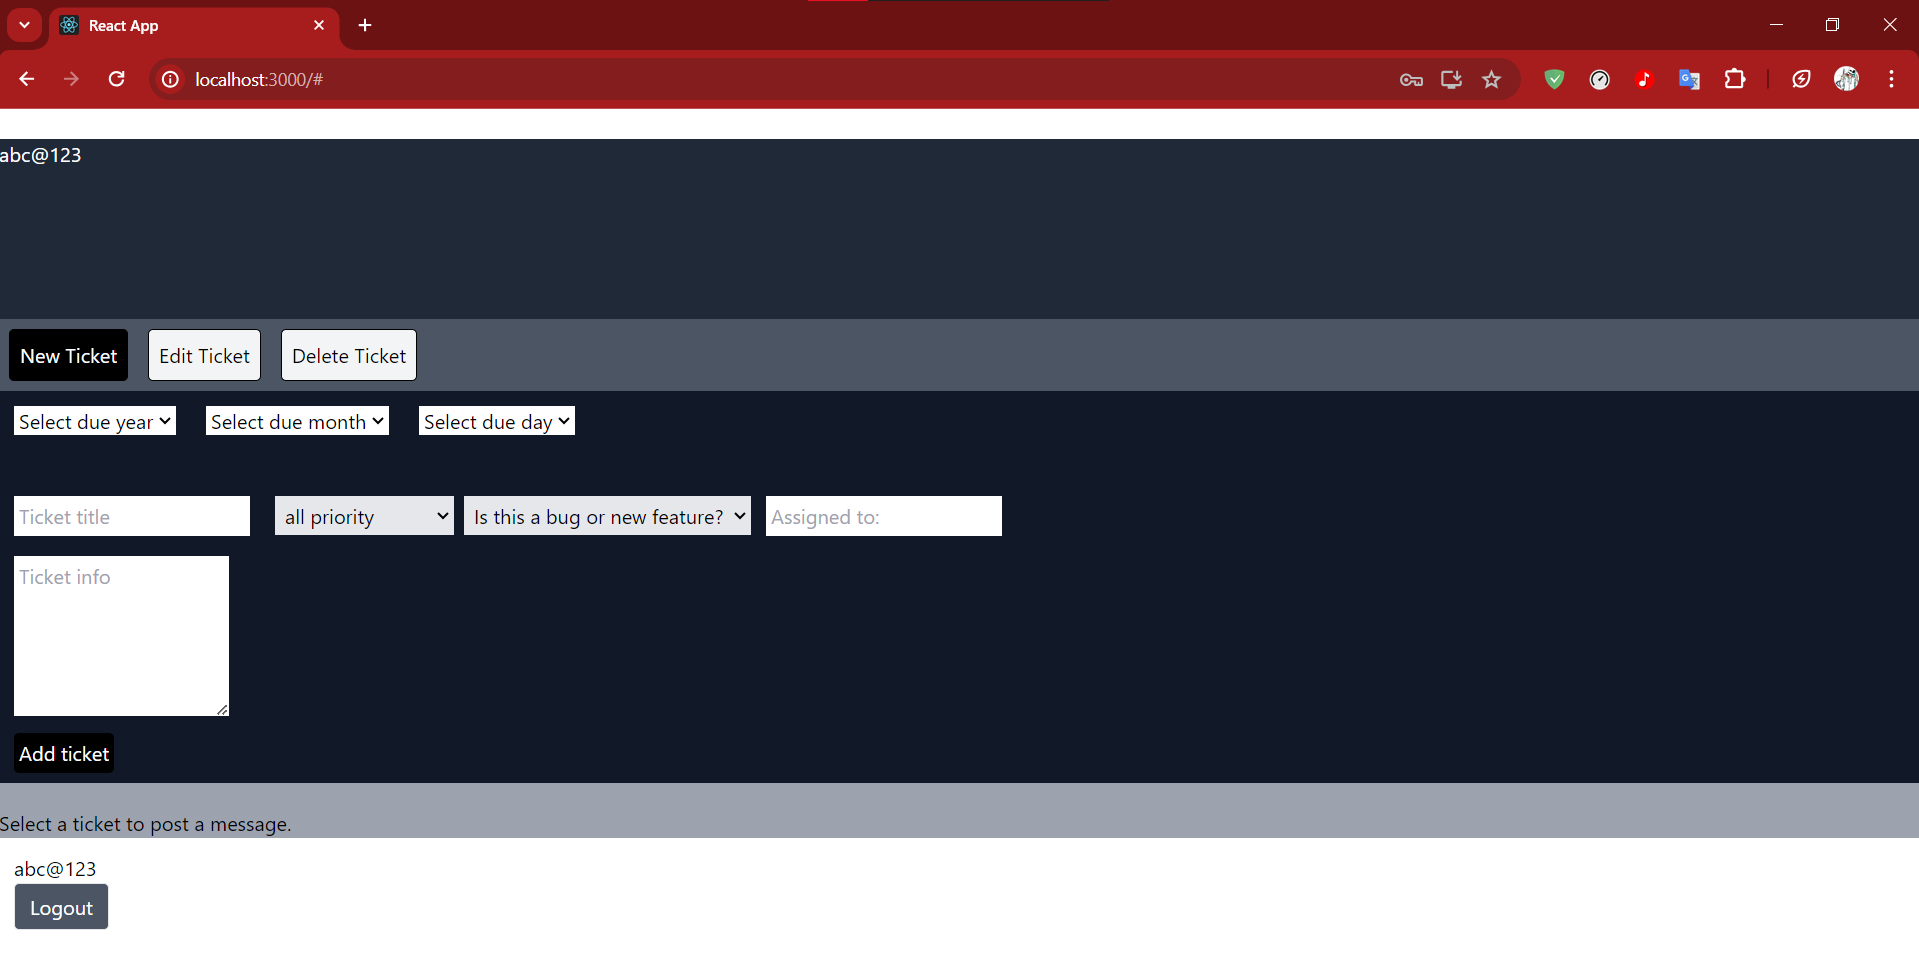 React App
localhost:3000/#
abc@123
New Ticket Edit Ticket Delete Ticket
Select due year Select due month Select due day
Ticket title all priority Is this a bug or new feature? Assigned to:
Ticket info
Add ticket
Select a ticket to post a message.
abc@123
Logout